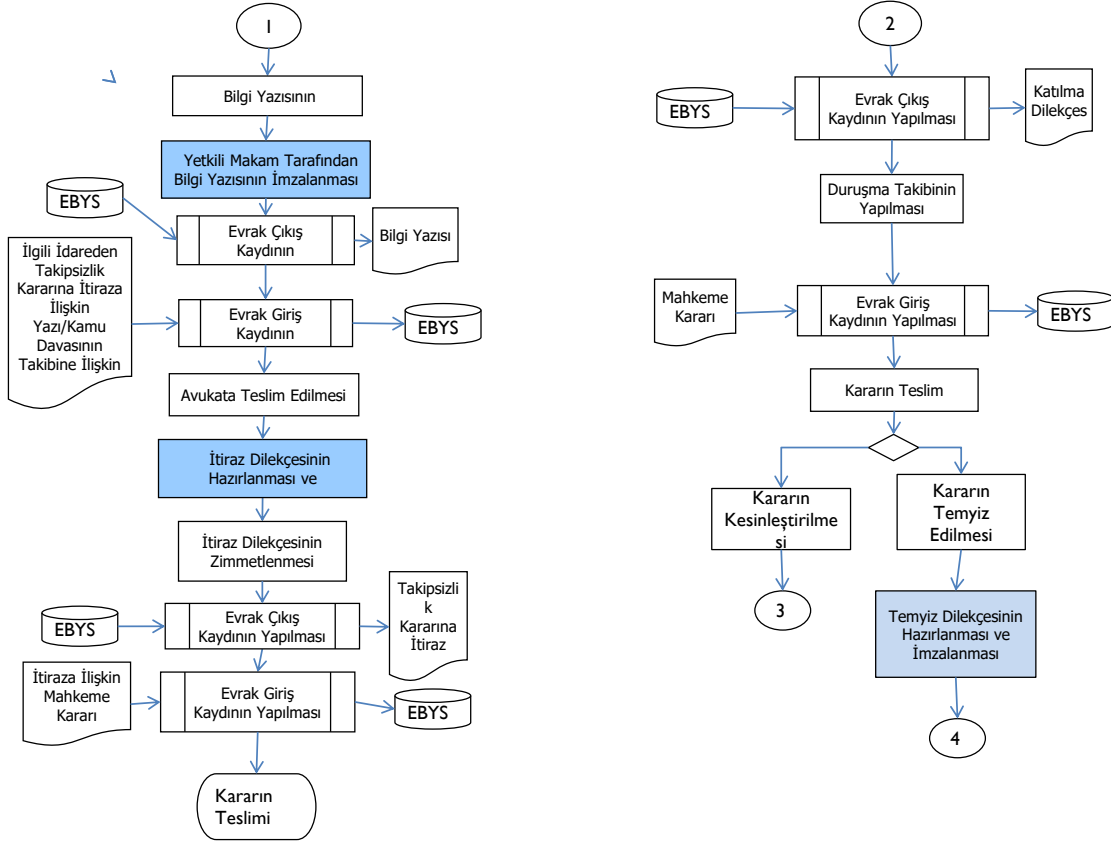 1
Bilgi Yazısının
Yetkili Makam Tarafından
Bilgi Yazısının İmzalanması
EBYS
Evrak Çıkış
Kaydının
Bilgi Yazısı
İlgili İdareden
Takipsizlik
Kararına İtiraza
İlişkin
Yazı/Kamu
Davasının
Takibine İlişkin
Evrak Giriş
Kaydının
EBYS
Avukata Teslim Edilmesi
İtiraz Dilekçesinin
Hazırlanması ve
İtiraz Dilekçesinin
Zimmetlenmesi
EBYS
Evrak Çıkış
Kaydının Yapılması
Takipsizli
k
Kararına
İtiraz
İtiraza İlişkin
Mahkeme
Kararı
Evrak Giriş
Kaydının Yapılması
EBYS
Kararın
Teslimi
2
EBYS
Evrak Çıkış
Kaydının Yapılması
Katılma
Dilekçes
Duruşma Takibinin
Yapılması
Mahkeme
Kararı
Evrak Giriş
Kaydının Yapılması
EBYS
Kararın Teslim
Kararın
Kesinleştirilme
si
Kararın
Temyiz
Edilmesi
3
Temyiz Dilekçesinin
Hazırlanması ve
İmzalanması
4